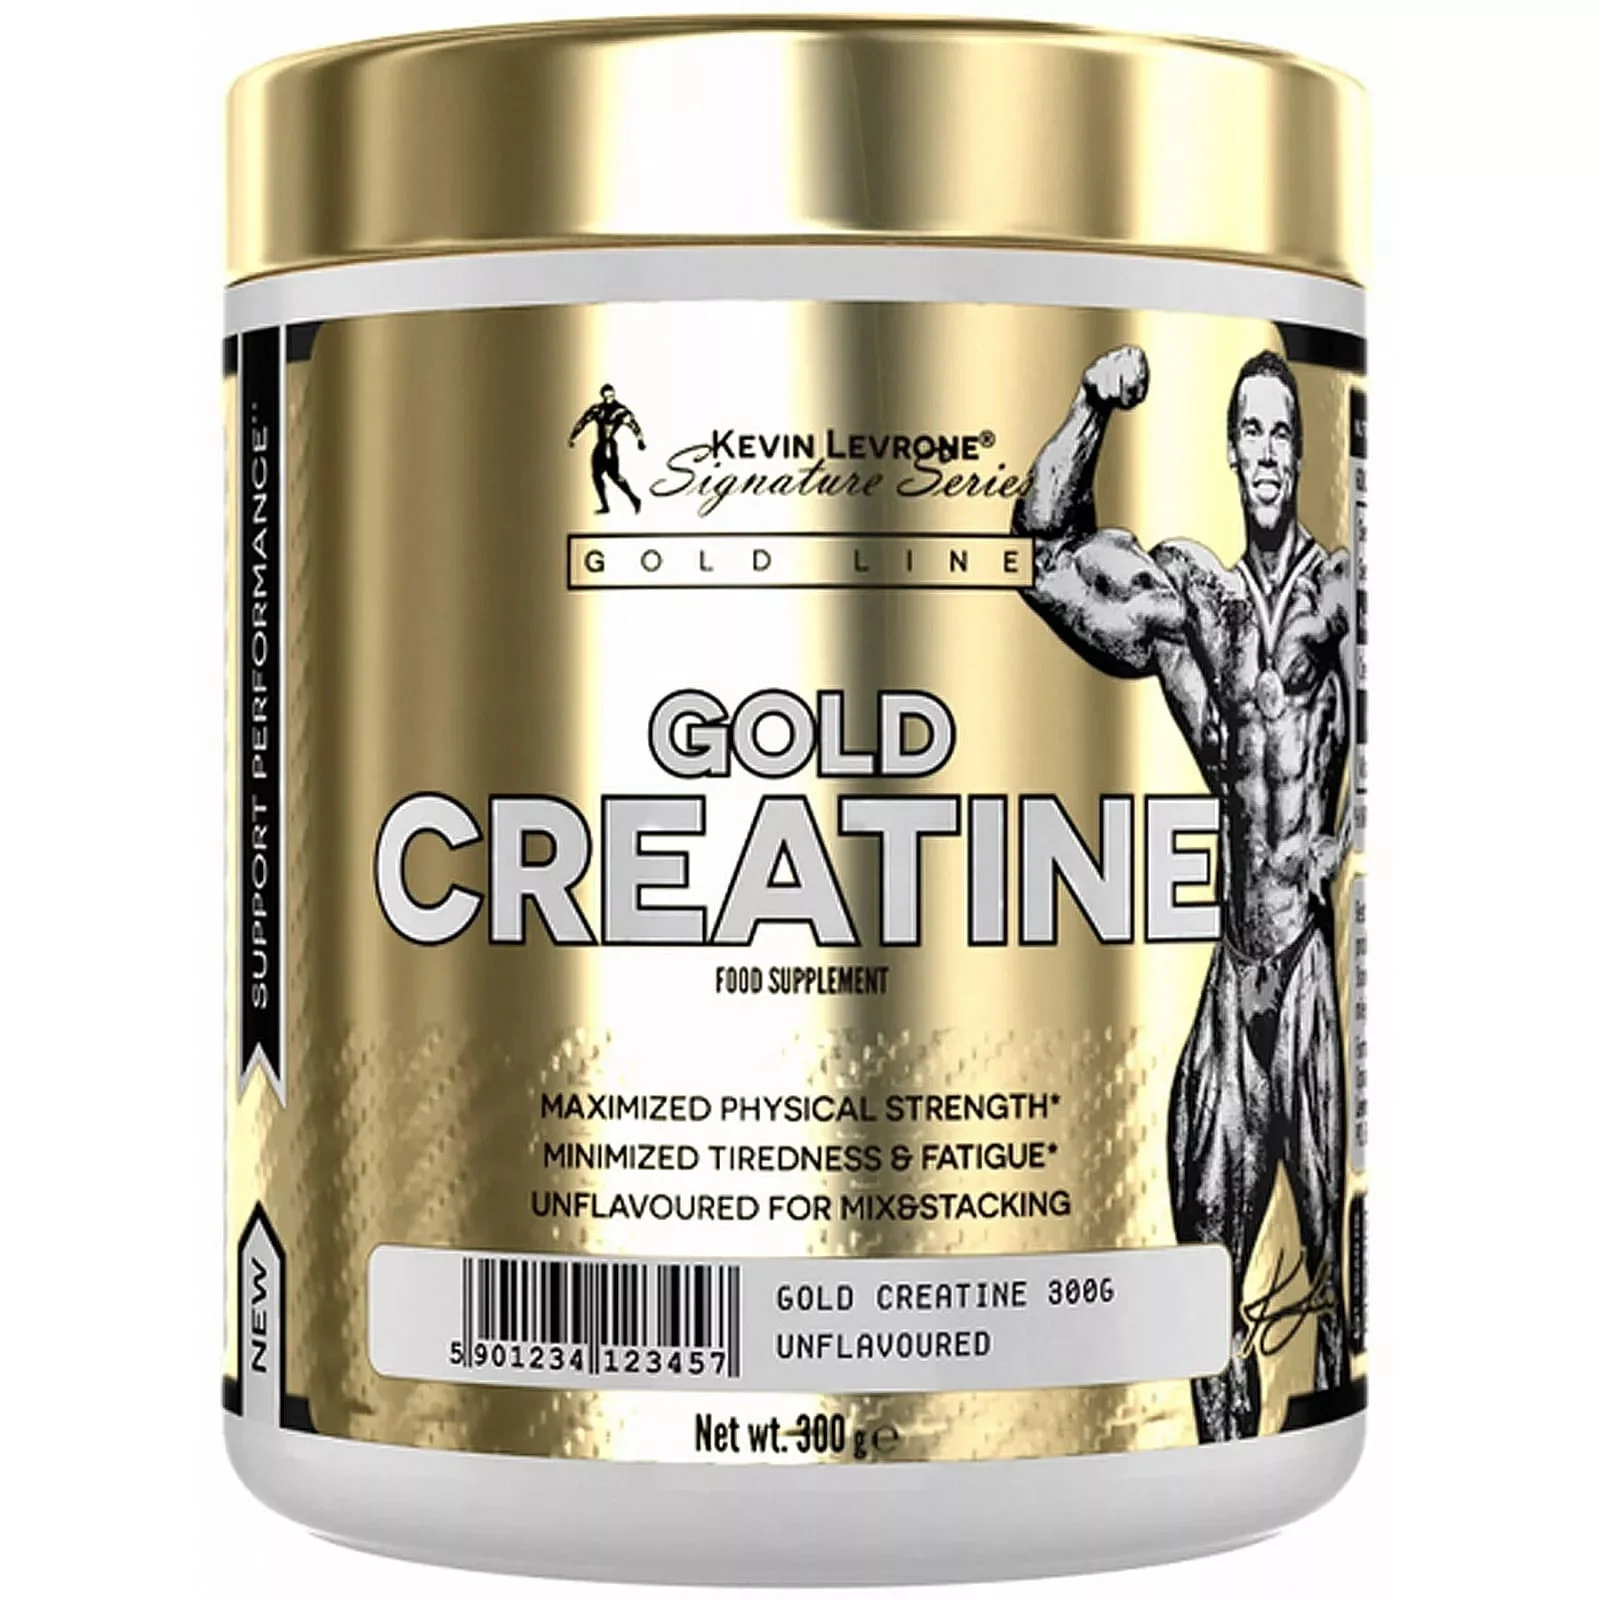 KEVIN LEVRONE®
Signature Series
GOLD LINE
GOLD
CREATINE
FOOD SUPPLEMENT
MAXIMIZED PHYSICAL STRENGTH*
MINIMIZED TIREDNESS & FATIGUE*
UNFLAVOURED FOR MIX&STACKING
5 901234 123457
GOLD CREATINE 300G
UNFLAVOURED
Net wt. 300 g ℮
SUPPORT PERFORMANCE**
NEW